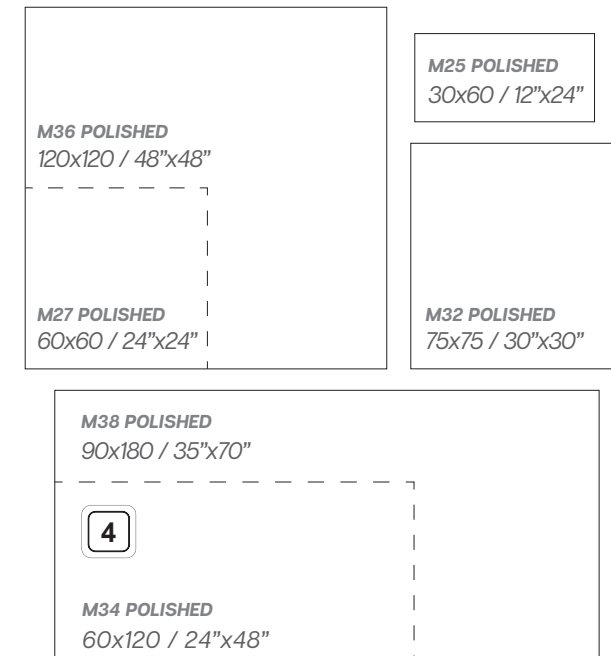 M36 POLISHED
120x120 / 48”x48”
M27 POLISHED
60x60 / 24”x24”
M25 POLISHED
30x60 / 12”x24”
M32 POLISHED
75x75 / 30”x30”
M38 POLISHED
90x180 / 35”x70”
4
M34 POLISHED
60x120 / 24”x48”